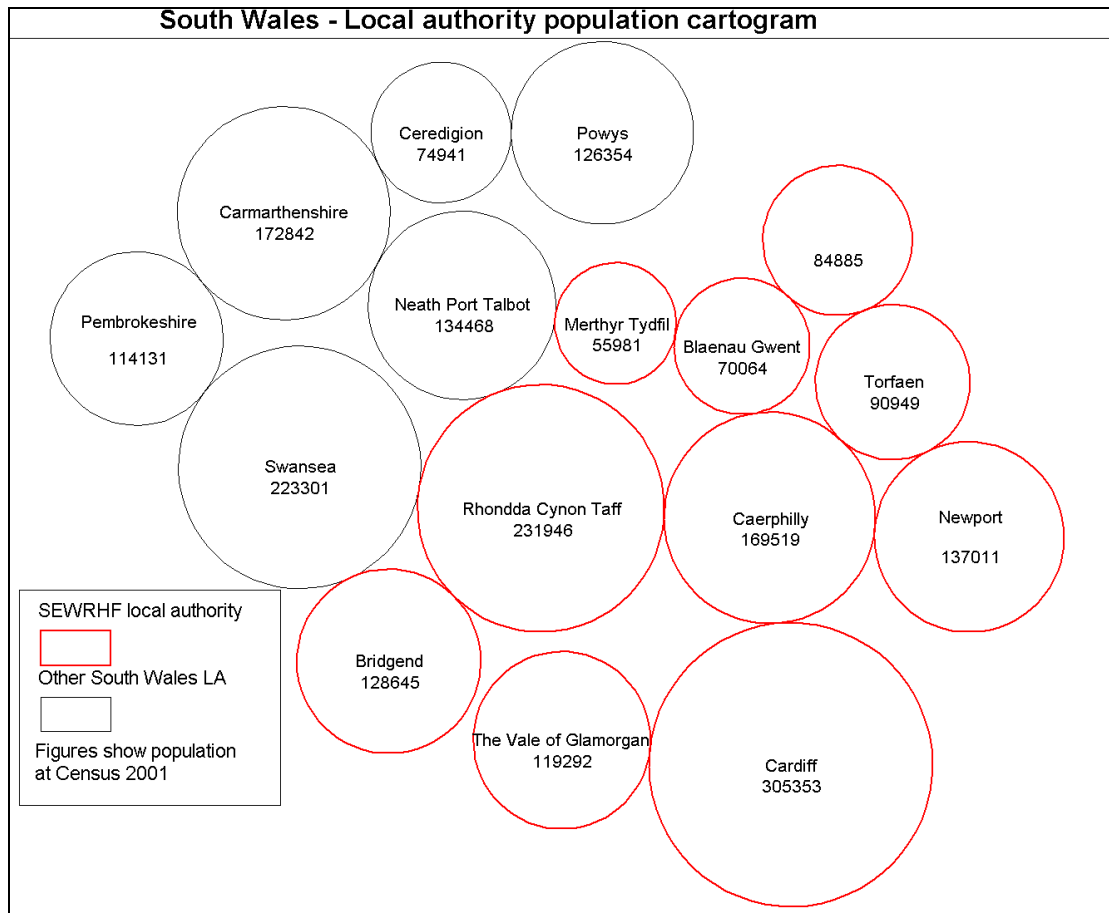 South Wales - Local authority population cartogram
Ceredigion
74941
Powys
126354
Carmarthenshire
172842
84885
Neath Port Talbot
134468
Pembrokeshire
114131
Merthyr Tydfil
55981
Blaenau Gwent
70064
Torfaen
90949
Swansea
223301
Rhondda Cynon Taff
231946
Caerphilly
169519
Newport
137011
SEWRHF local authority
Other South Wales LA
Figures show population
at Census 2001
Bridgend
128645
The Vale of Glamorgan
119292
Cardiff
305353